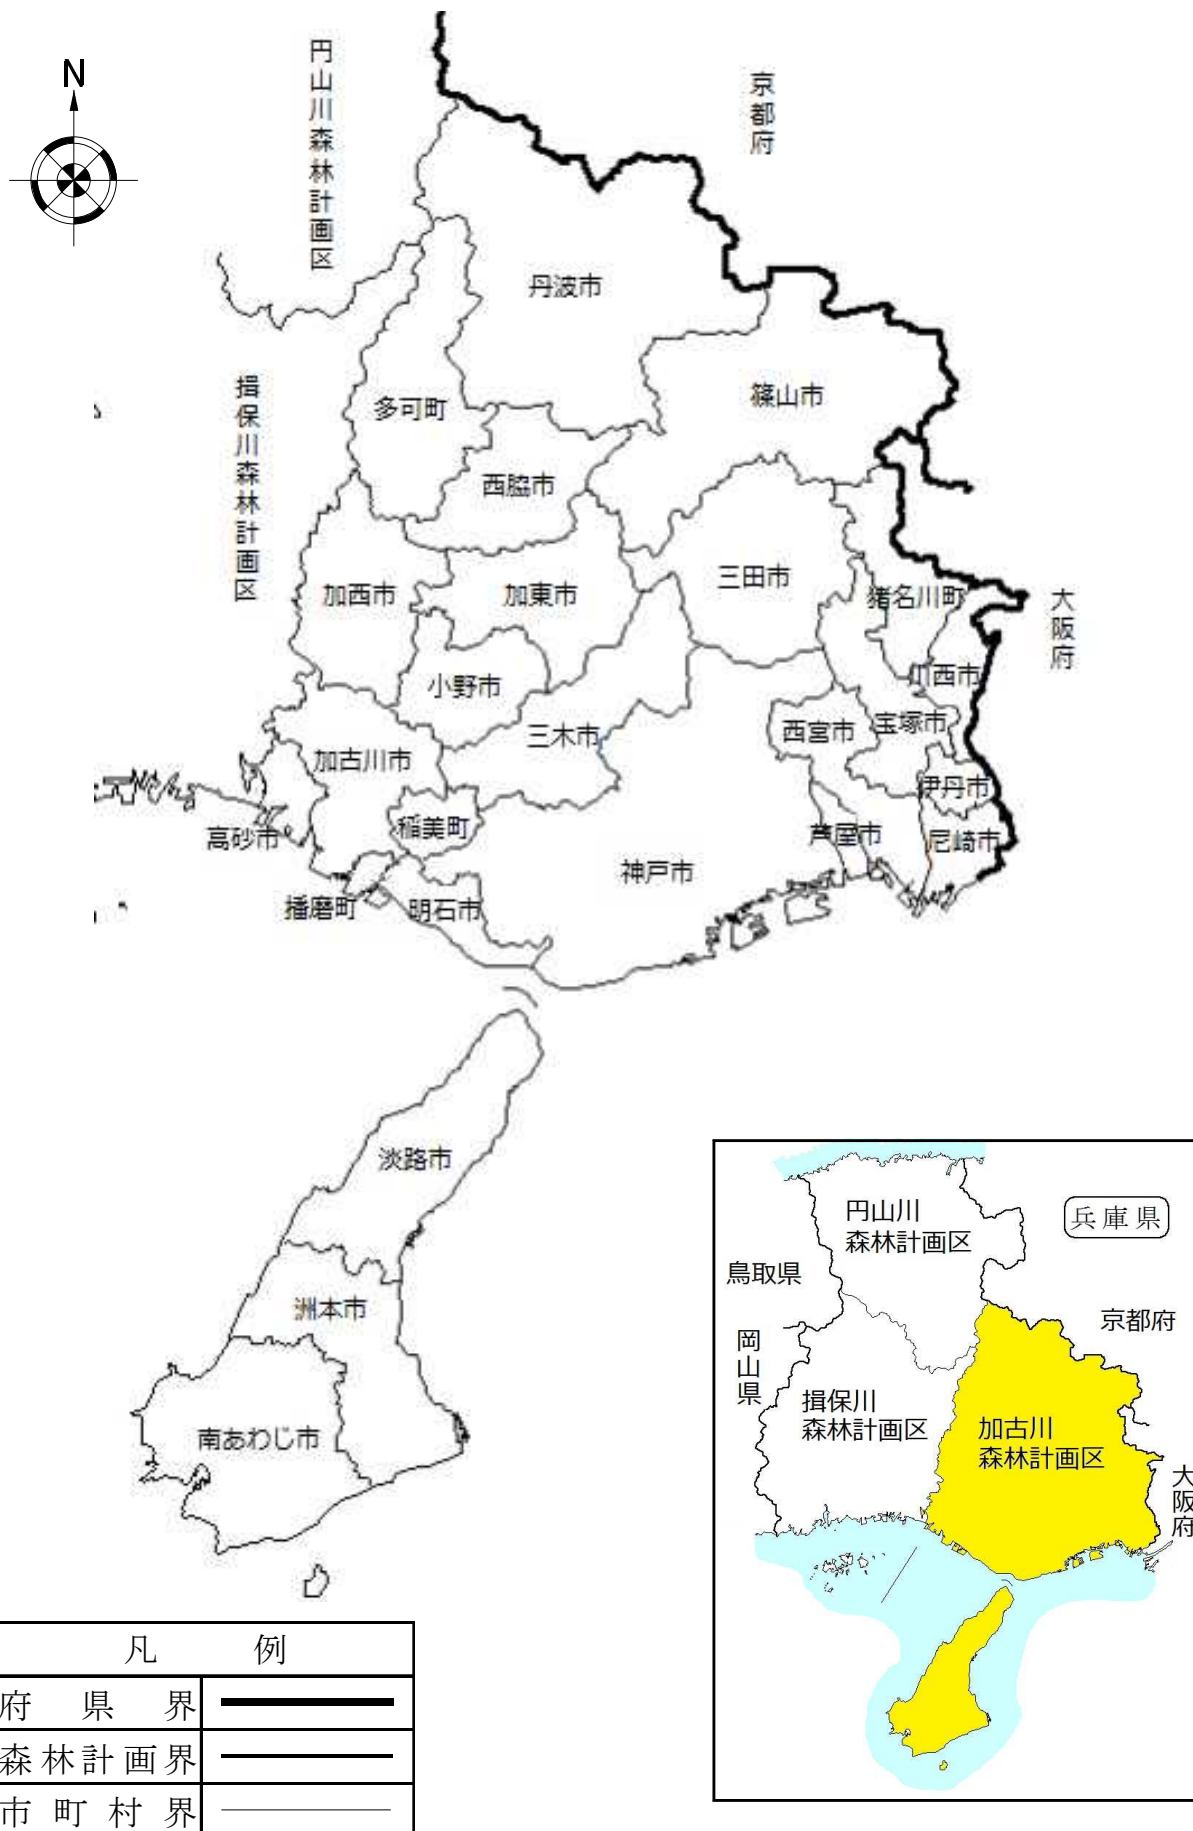 N
円山川森林計画区
京都府
丹波市
揖保川森林計画区
多可町
篠山市
西脇市
加西市
加東市
三田市
猪名川町
大阪府
小野市
川西市
三木市
西宮市
宝塚市
加古川市
伊丹市
高砂市
稲美町
芦屋市
尼崎市
神戸市
播磨町
明石市
淡路市
洲本市
南あわじ市
凡 例
府県界
森林計画界
市町村界
円山川
森林計画区
兵庫県
鳥取県
京都府
岡山県
揖保川
森林計画区
加古川
森林計画区
大阪府